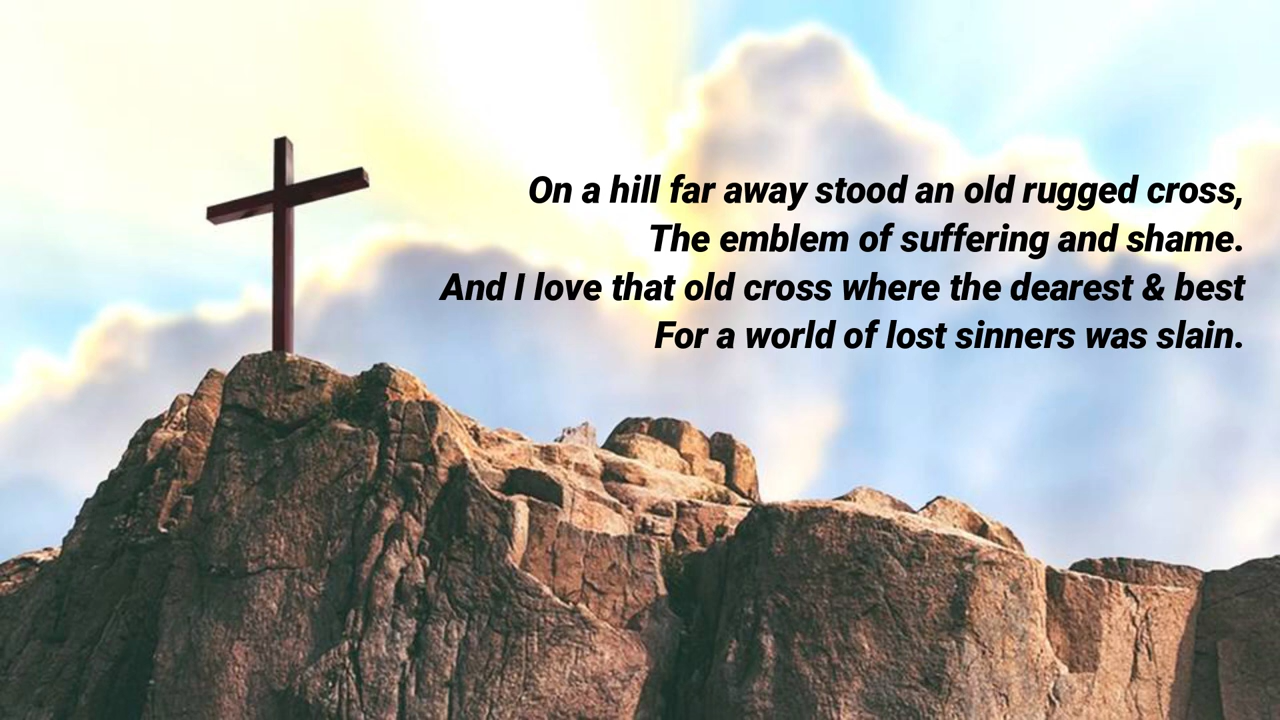 On a hill far away stood an old rugged cross,
The emblem of suffering and shame.
And I love that old cross where the dearest & best
For a world of lost sinners was slain.